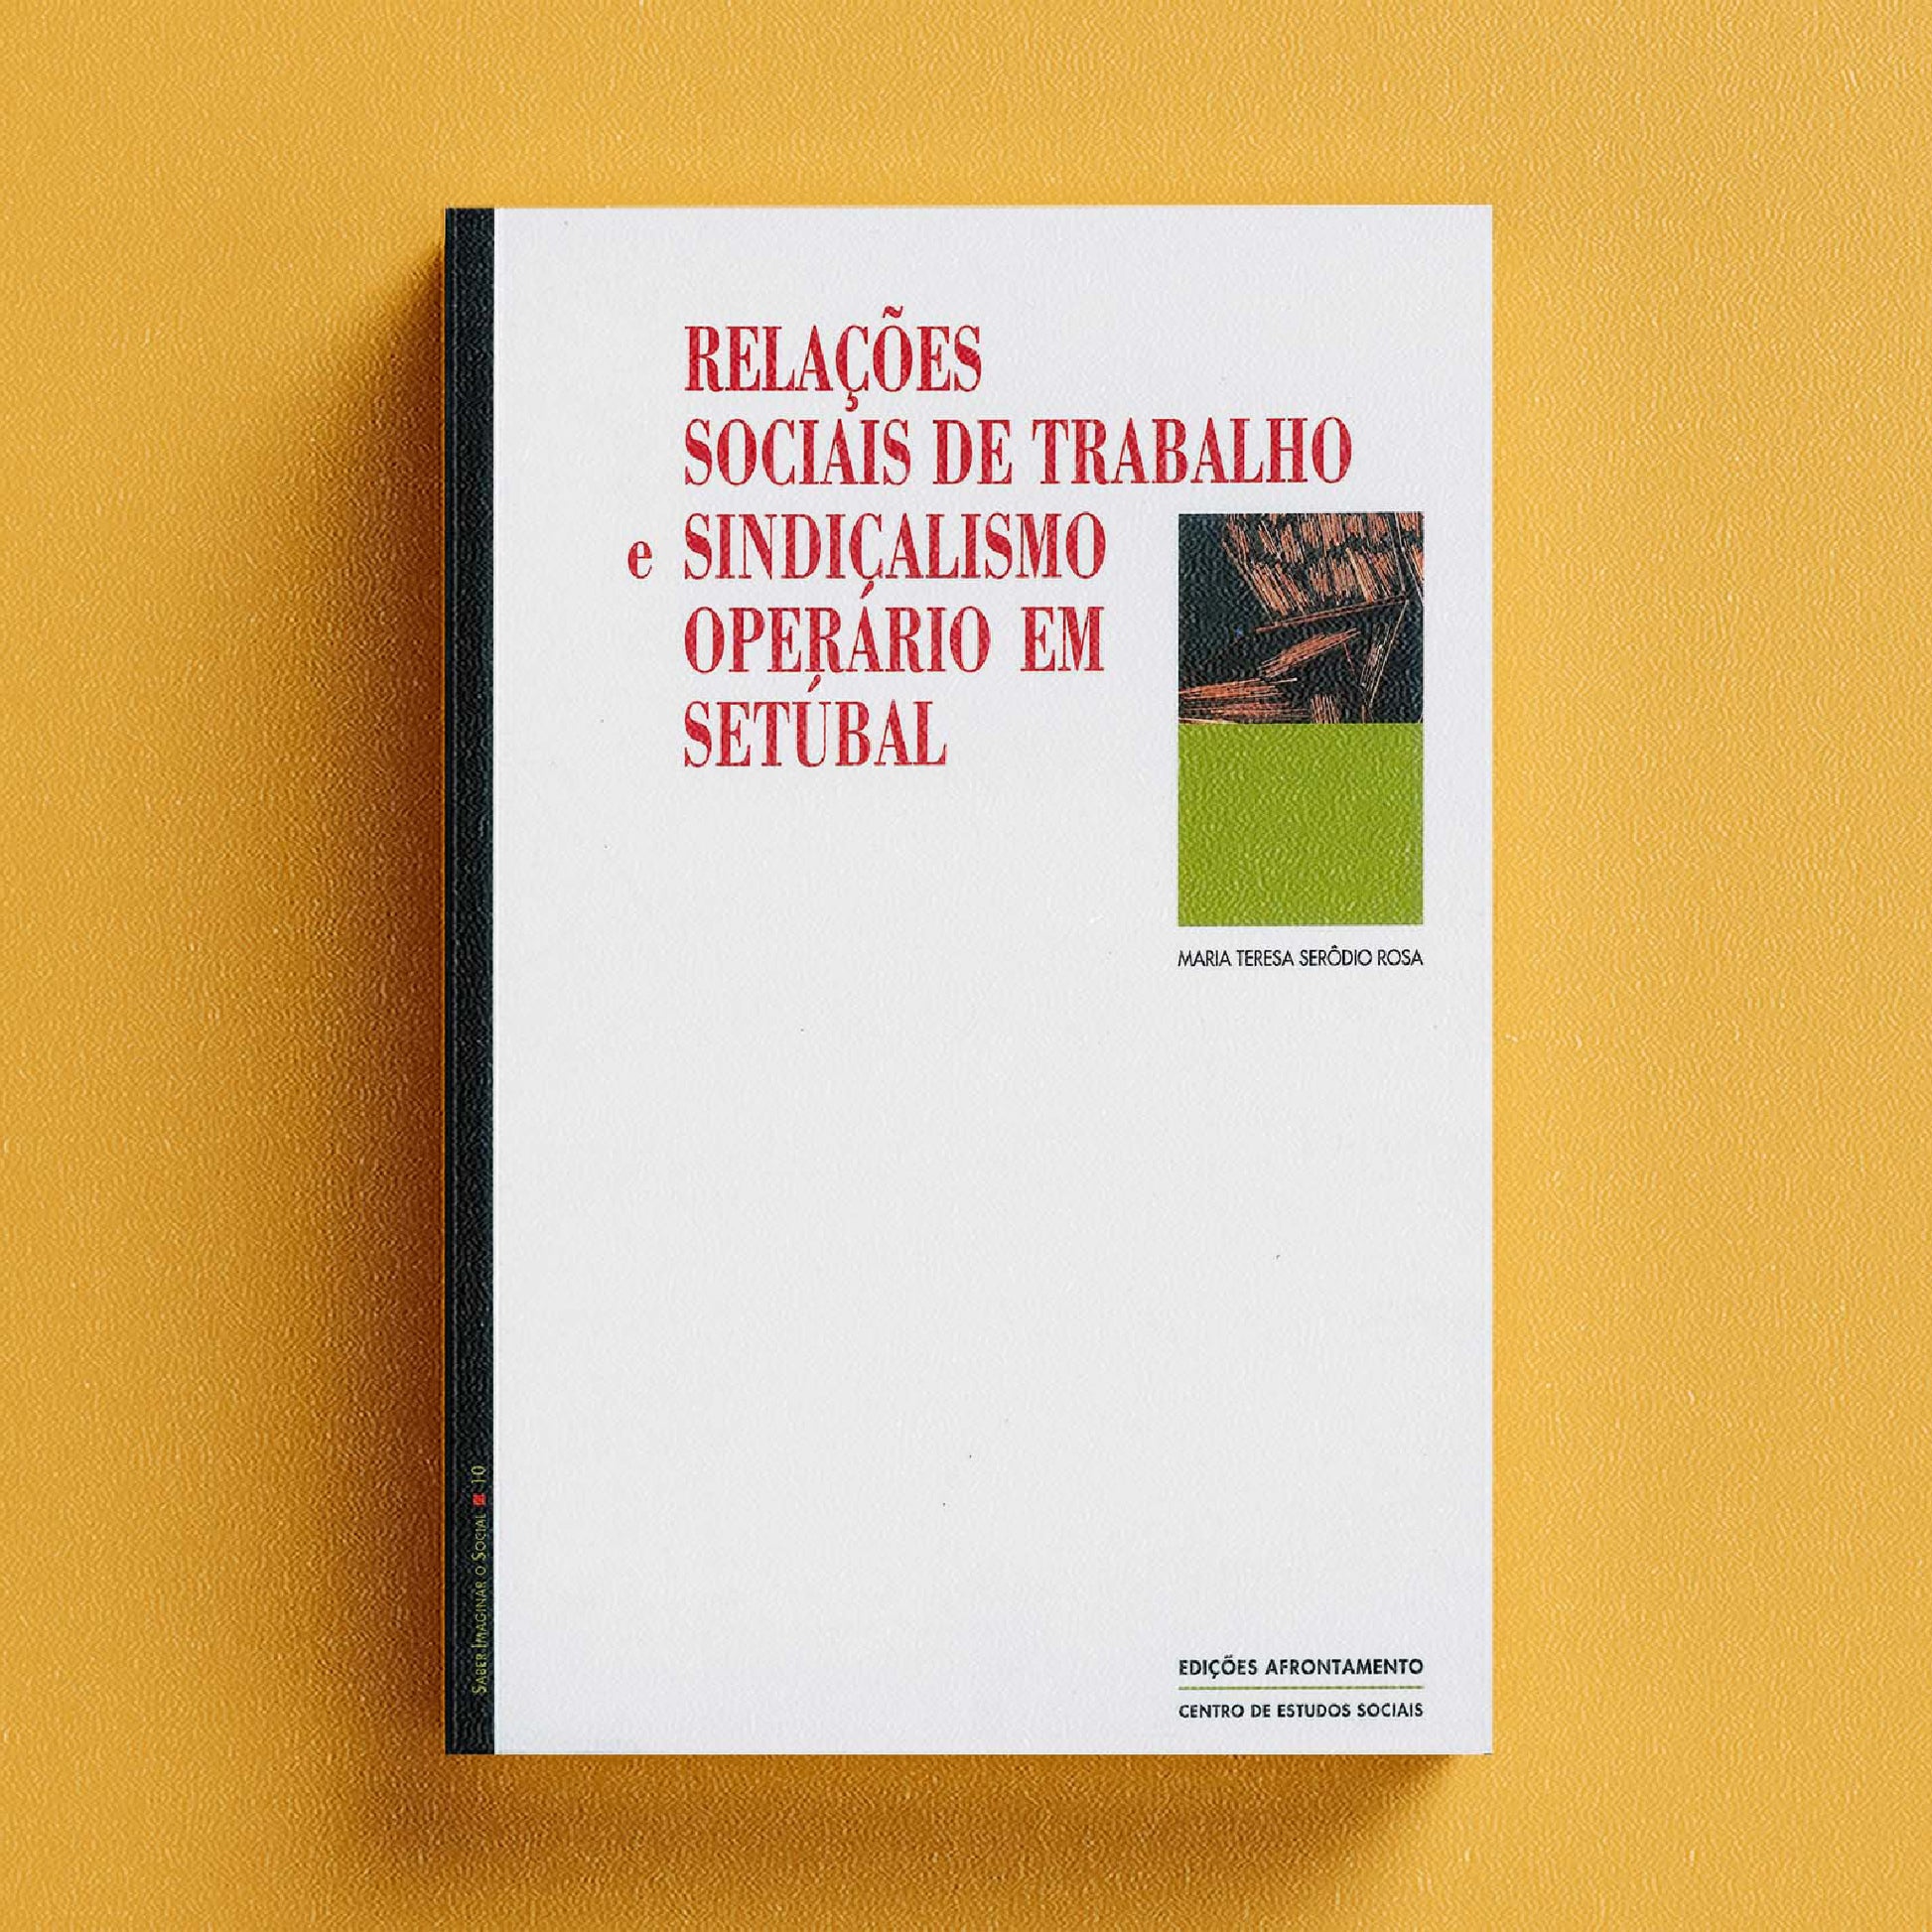 RELAÇÕES
SOCIAIS DE TRABALHO
e SINDICALISMO
OPERÁRIO EM
SETÚBAL
MARIA TERESA SERÔDIO ROSA
EDIÇÕES AFRONTAMENTO
CENTRO DE ESTUDOS SOCIAIS
SABER IMAGINAR O SOCIAL 10